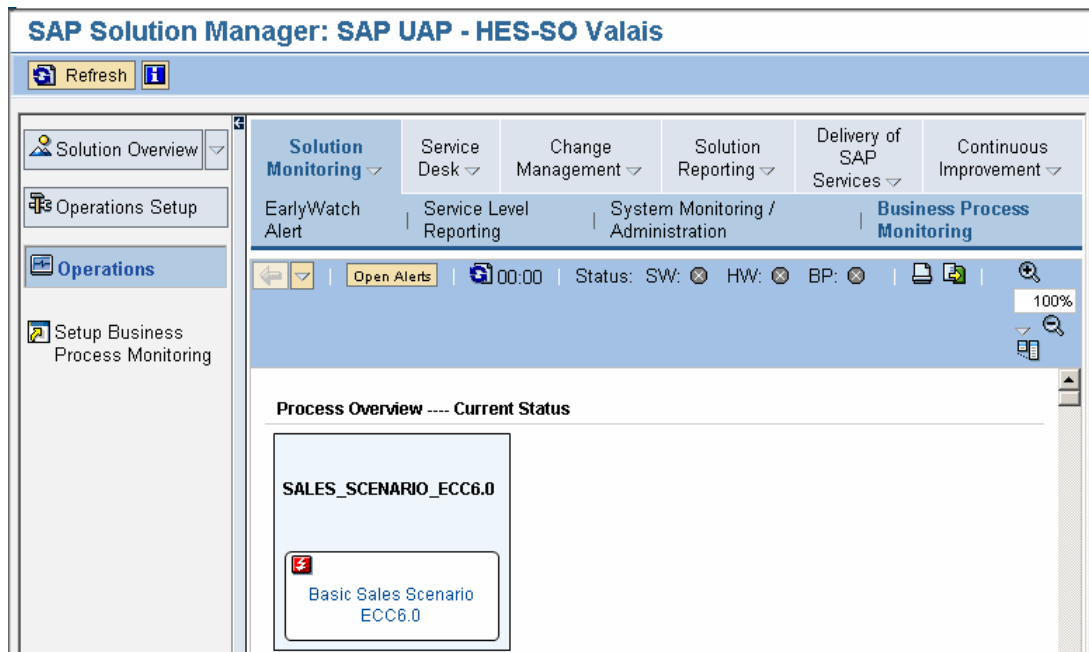 SAP Solution Manager: SAP UAP - HES-SO Valais
Refresh
Solution Overview
Operations Setup
Operations
Setup Business
Process Monitoring
Solution
Monitoring
Service
Desk
Change
Management
Solution
Reporting
Delivery of
SAP
Services
Continuous
Improvement
EarlyWatch
Alert
Service Level
Reporting
System Monitoring /
Administration
Business Process
Monitoring
Open Alerts
00:00
Status: SW: HW: BP:
100%
Process Overview ---- Current Status
SALES_SCENARIO_ECC6.0
Basic Sales Scenario
ECC6.0